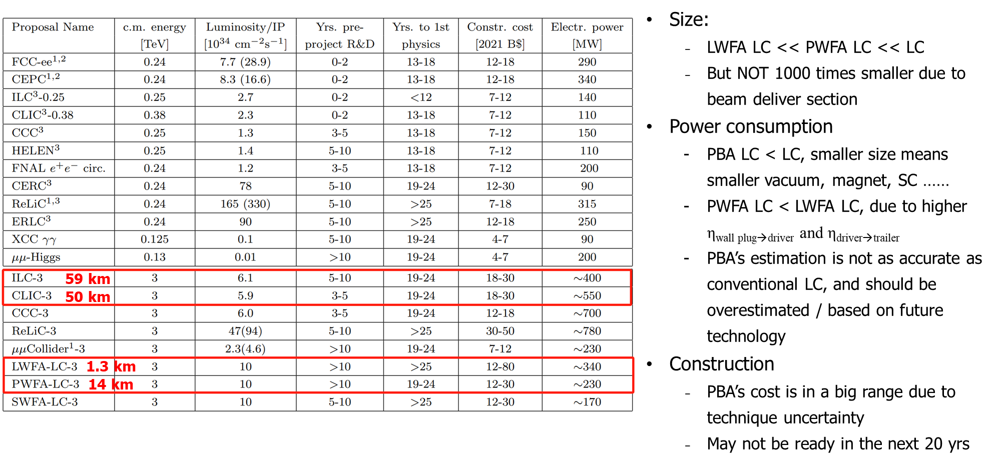 Proposal Name c.m. energy Luminosity/IP Yrs. pre- Yrs. to 1st Constr. cost Electr. power
[TeV] [10³⁴ cm⁻²s⁻¹] project R&D physics [2021 B$] [MW]
FCC-ee¹,² 0.24 7.7 (28.9) 0-2 13-18 12-18 290
CEPC¹,² 0.24 8.3 (16.6) 0-2 13-18 12-18 340
ILC³-0.25 0.25 2.7 0-2 <12 7-12 140
CLIC³-0.38 0.38 2.3 0-2 13-18 7-12 110
CCC³ 0.25 1.3 3-5 13-18 7-12 150
HELEN³ 0.25 1.4 5-10 13-18 7-12 110
FNAL e⁺e⁻ circ. 0.24 1.2 3-5 13-18 7-12 200
CERC³ 0.24 78 5-10 19-24 12-30 90
ReLiC¹,³ 0.24 165 (330) 5-10 >25 7-18 315
ERLC³ 0.24 90 5-10 >25 12-18 250
XCC γγ 0.125 0.1 5-10 19-24 4-7 90
μμ-Higgs 0.13 0.01 >10 19-24 4-7 200
ILC-3 59 km 3 6.1 5-10 19-24 18-30 ~400
CLIC-3 50 km 3 5.9 3-5 19-24 18-30 ~550
CCC-3 3 6.0 3-5 19-24 12-18 ~700
ReLiC-3 3 47(94) 5-10 >25 30-50 ~780
μμCollider¹-3 3 2.3(4.6) >10 19-24 7-12 ~230
LWFA-LC-3 1.3 km 3 10 >10 >25 12-80 ~340
PWFA-LC-3 14 km 3 10 >10 19-24 12-30 ~230
SWFA-LC-3 3 10 5-10 >25 12-30 ~170
• Size:
- LWFA LC << PWFA LC << LC
- But NOT 1000 times smaller due to
beam deliver section
• Power consumption
- PBA LC < LC, smaller size means
smaller vacuum, magnet, SC ......
- PWFA LC < LWFA LC, due to higher
η wall plug→driver and η driver→trailer
- PBA’s estimation is not as accurate as
conventional LC, and should be
overestimated / based on future
technology
• Construction
- PBA’s cost is in a big range due to
technique uncertainty
- May not be ready in the next 20 yrs